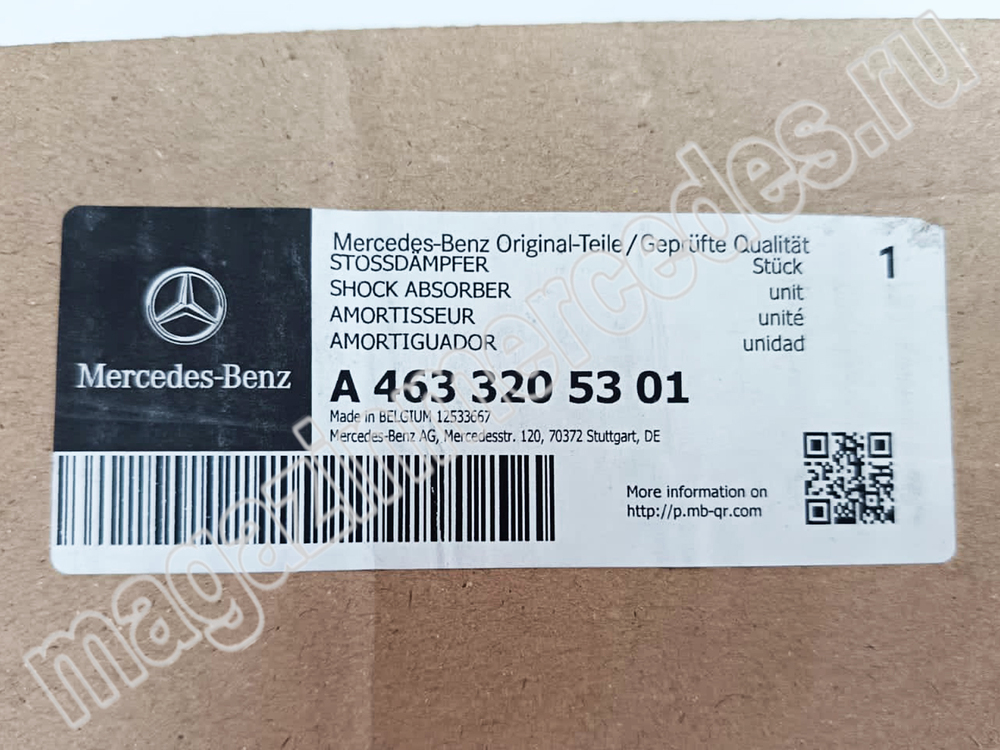 Mercedes-Benz
Mercedes-Benz Original-Teile/Geprüfte Qualität
STOSSDÄMPFER Stück 1
SHOCK ABSORBER unit
AMORTISSEUR unité
AMORTIGUADOR unidad
A 463 320 53 01
Made in BELGIUM 12533667
Mercedes-Benz AG, Mercedesstr. 120, 70372 Stuttgart, DE
More information on
http://p.mb-qr.com
magazinmercedes.ru